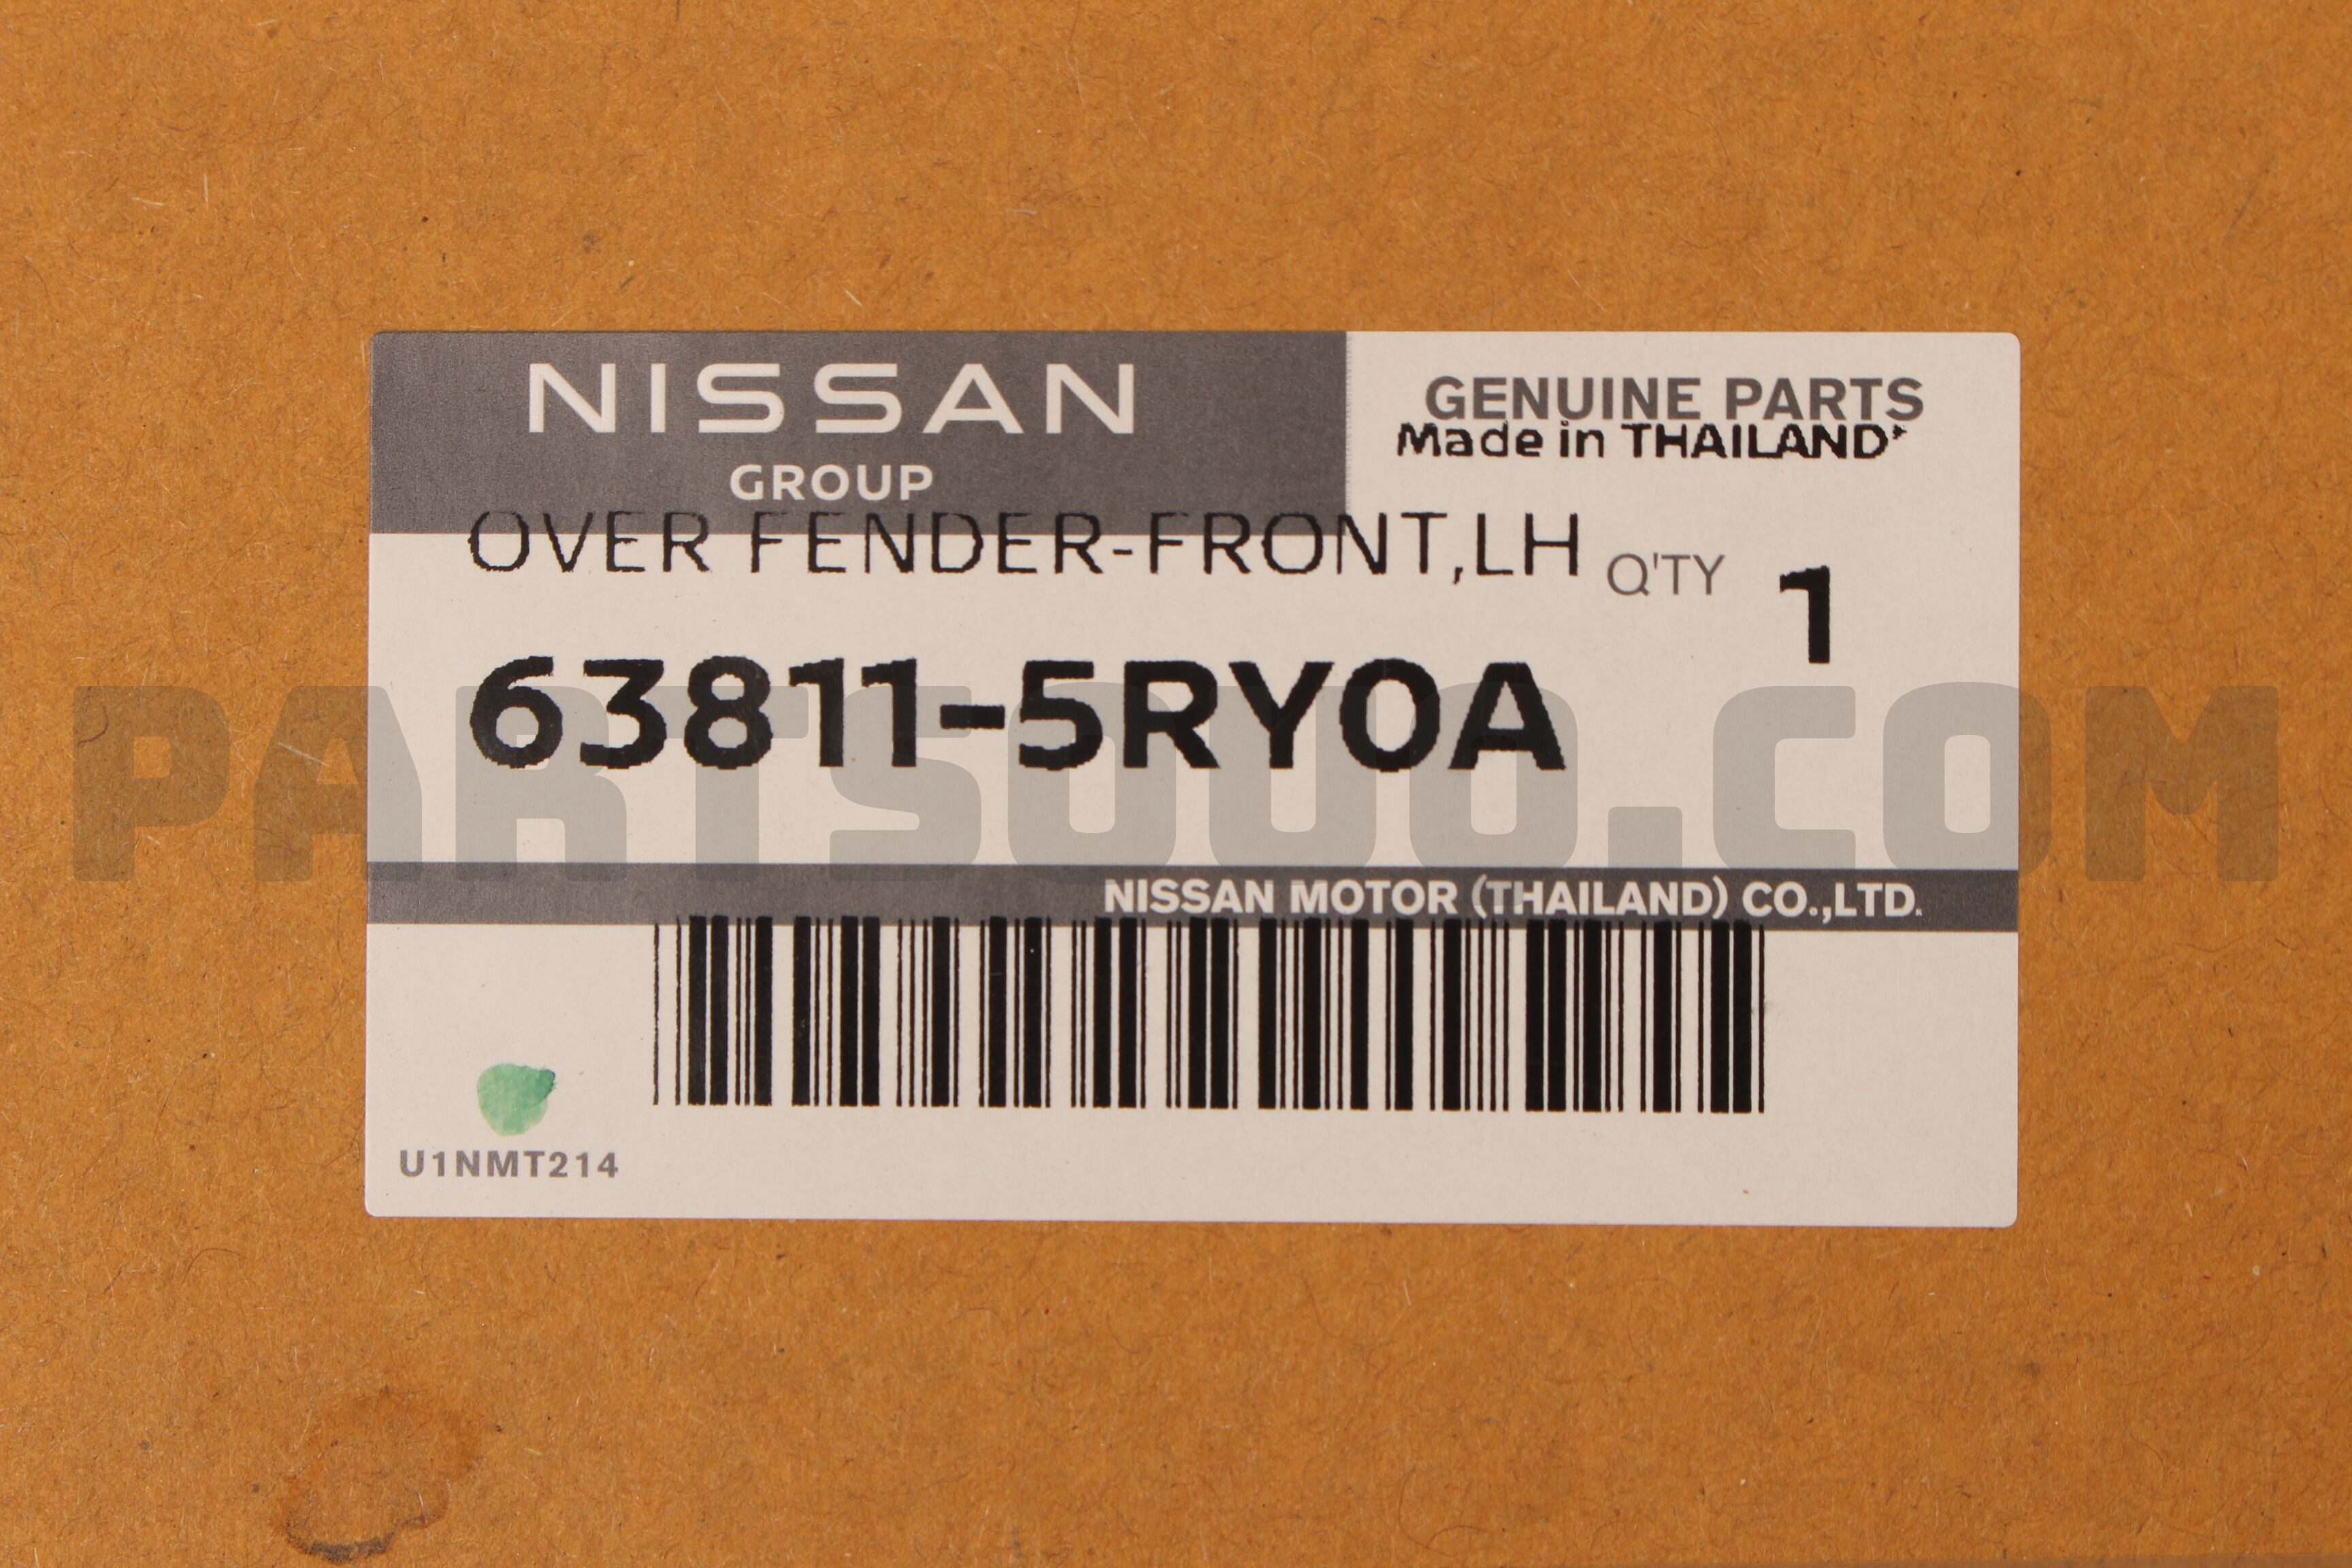 NISSAN
GROUP
GENUINE PARTS
Made in THAILAND*
OVER FENDER-FRONT,LH
Q'TY 1
63811-5RY0A
PARTSOUQ.COM
NISSAN MOTOR (THAILAND) CO.,LTD.
U1NMT214